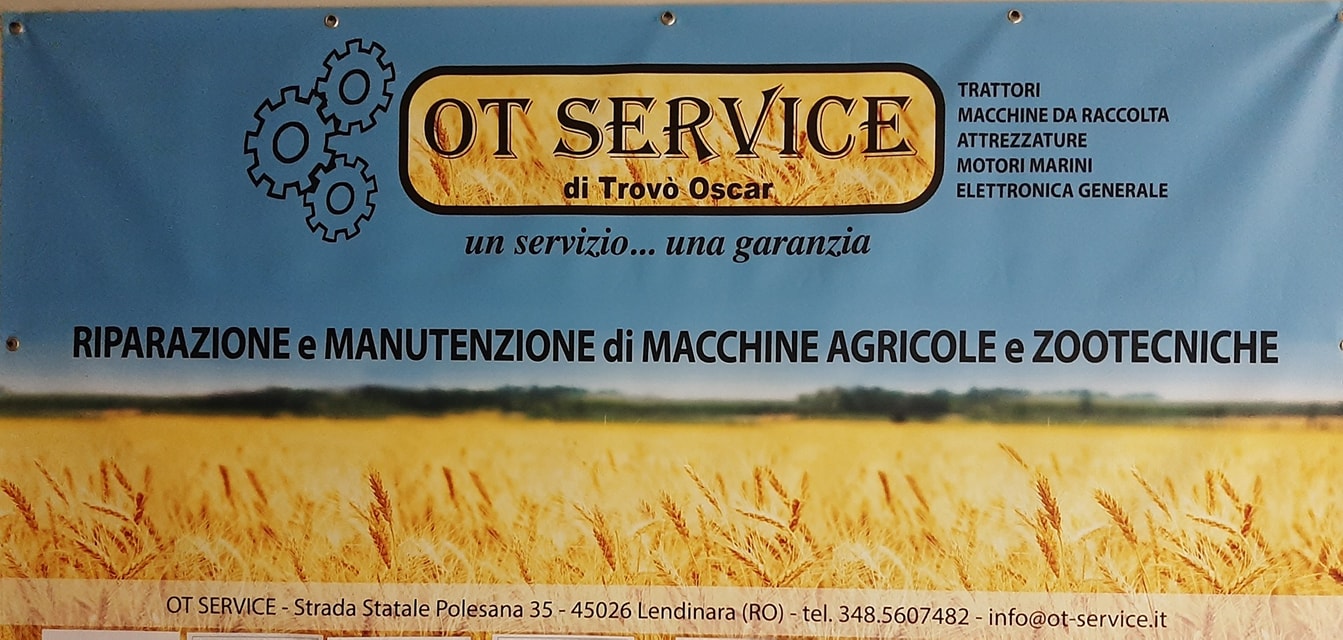 OT SERVICE
di Trovò Oscar
un servizio... una garanzia
TRATTORI
MACCHINE DA RACCOLTA
ATTREZZATURE
MOTORI MARINI
ELETTRONICA GENERALE
RIPARAZIONE e MANUTENZIONE di MACCHINE AGRICOLE e ZOOTECNICHE
OT SERVICE - Strada Statale Polesana 35 - 45026 Lendinara (RO) - tel. 348.5607482 - info@ot-service.it